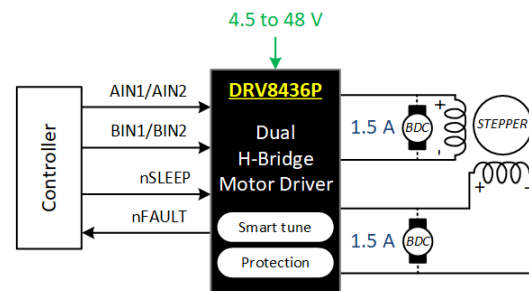 4.5 to 48 V
DRV8436P
Dual
H-Bridge
Motor Driver
Smart tune
Protection
Controller
AIN1/AIN2
BIN1/BIN2
nSLEEP
nFAULT
1.5 A
BDC
+
-
STEPPER
+
-
1.5 A
BDC